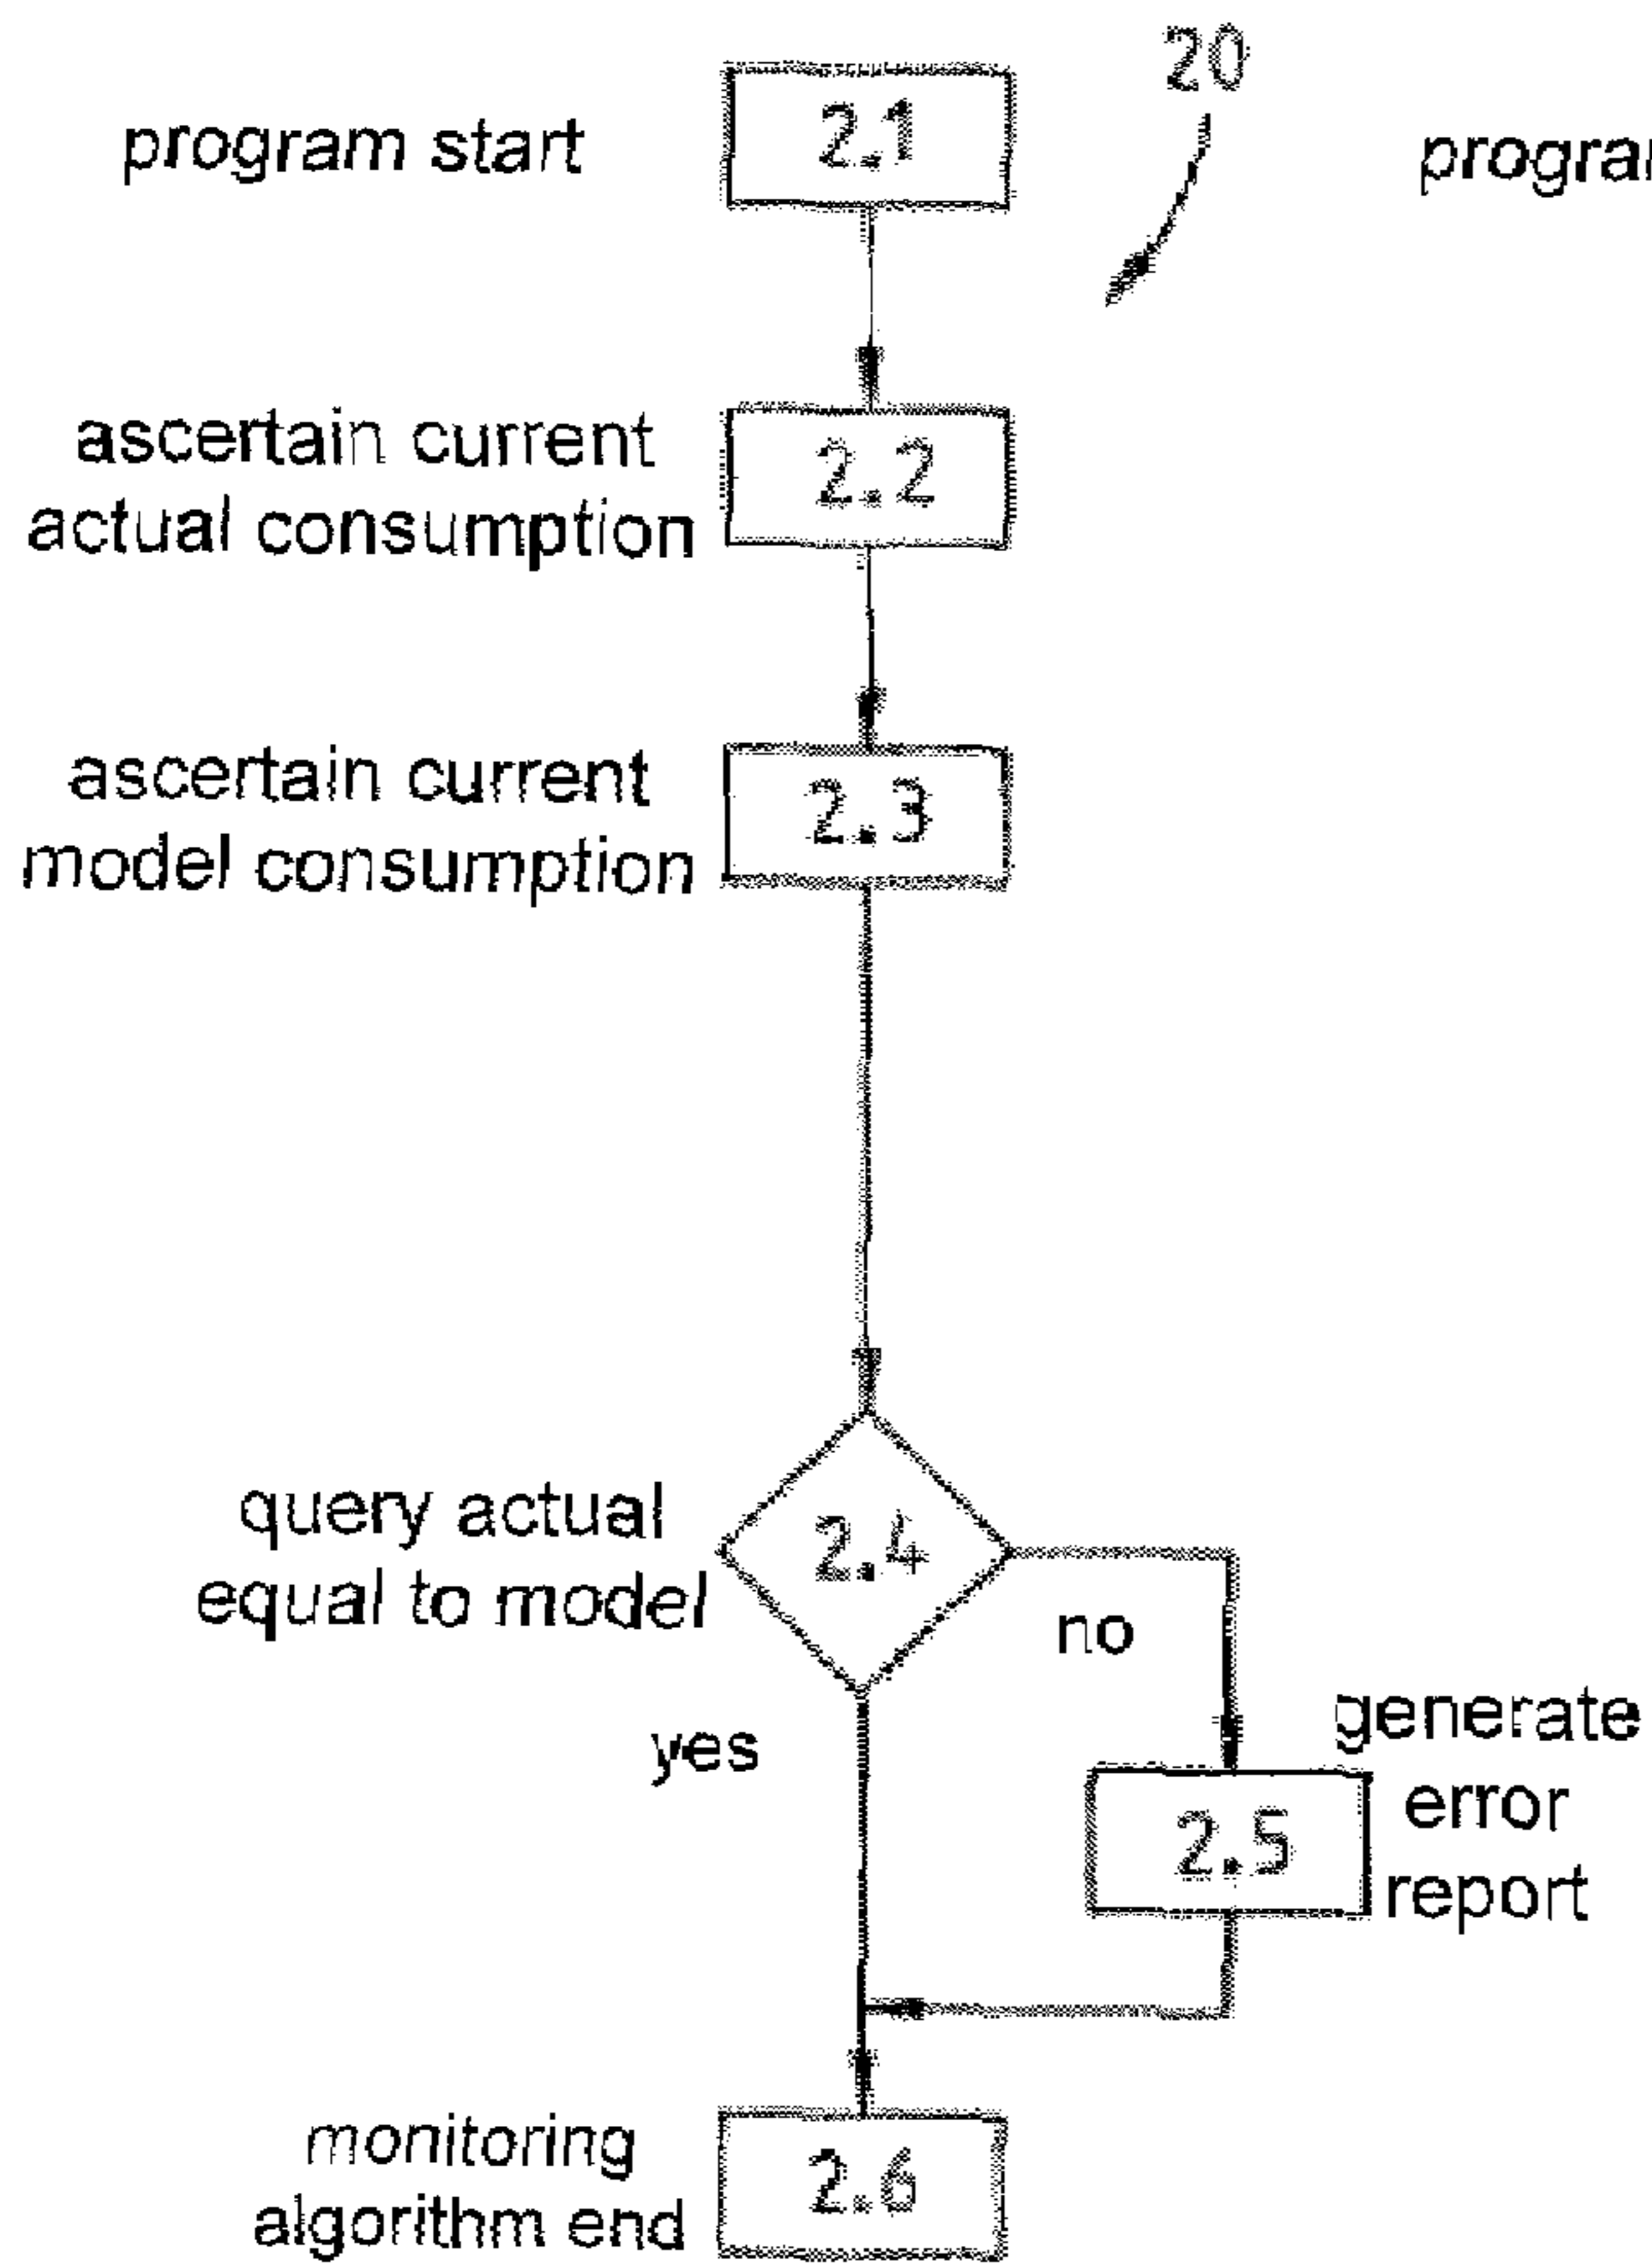 20
program start
2.1
ascertain current
actual consumption
2.2
ascertain current
model consumption
2.3
query actual
equal to model
2.4
no
yes
generate
error
report
2.5
monitoring
algorithm end
2.6